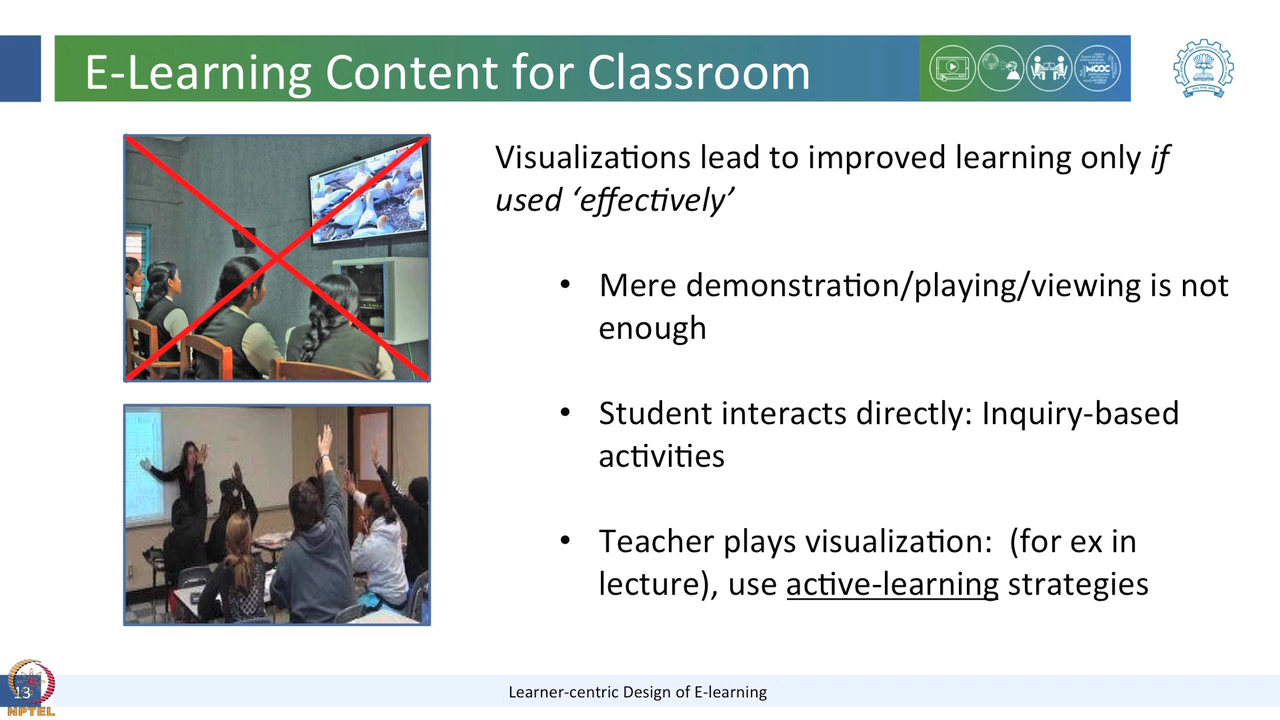 E-Learning Content for Classroom
MOOC
Visualizations lead to improved learning only if
used ‘effectively’
• Mere demonstration/playing/viewing is not
enough
• Student interacts directly: Inquiry-based
activities
• Teacher plays visualization:  (for ex in
lecture), use active-learning strategies
13
NPTEL
Learner-centric Design of E-learning